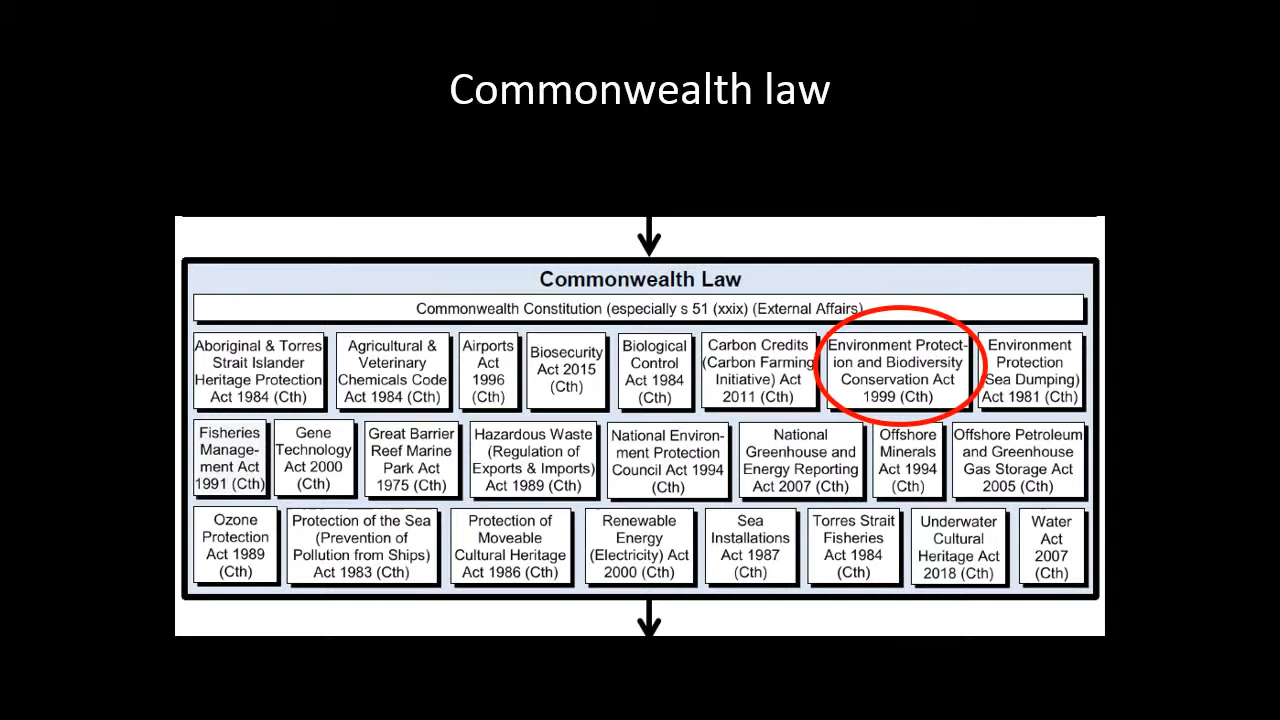 Commonwealth law
Commonwealth Law
Commonwealth Constitution (especially s 51 (xxix) (External Affairs)
Aboriginal & Torres
Strait Islander
Heritage Protection
Act 1984 (Cth)
Agricultural &
Veterinary
Chemicals Code
Act 1984 (Cth)
Airports
Act
1996
(Cth)
Biosecurity
Act 2015
(Cth)
Biological
Control
Act 1984
(Cth)
Carbon Credits
(Carbon Farming
Initiative) Act
2011 (Cth)
Environment Protect-
ion and Biodiversity
Conservation Act
1999 (Cth)
Environment
Protection
(Sea Dumping)
Act 1981 (Cth)
Fisheries
Manage-
ment Act
1991 (Cth)
Gene
Technology
Act 2000
(Cth)
Great Barrier
Reef Marine
Park Act
1975 (Cth)
Hazardous Waste
(Regulation of
Exports & Imports)
Act 1989 (Cth)
National Environ-
ment Protection
Council Act 1994
(Cth)
National
Greenhouse and
Energy Reporting
Act 2007 (Cth)
Offshore
Minerals
Act 1994
(Cth)
Offshore Petroleum
and Greenhouse
Gas Storage Act
2005 (Cth)
Ozone
Protection
Act 1989
(Cth)
Protection of the Sea
(Prevention of
Pollution from Ships)
Act 1983 (Cth)
Protection of
Moveable
Cultural Heritage
Act 1986 (Cth)
Renewable
Energy
(Electricity) Act
2000 (Cth)
Sea
Installations
Act 1987
(Cth)
Torres Strait
Fisheries
Act 1984
(Cth)
Underwater
Cultural
Heritage Act
2018 (Cth)
Water
Act
2007
(Cth)